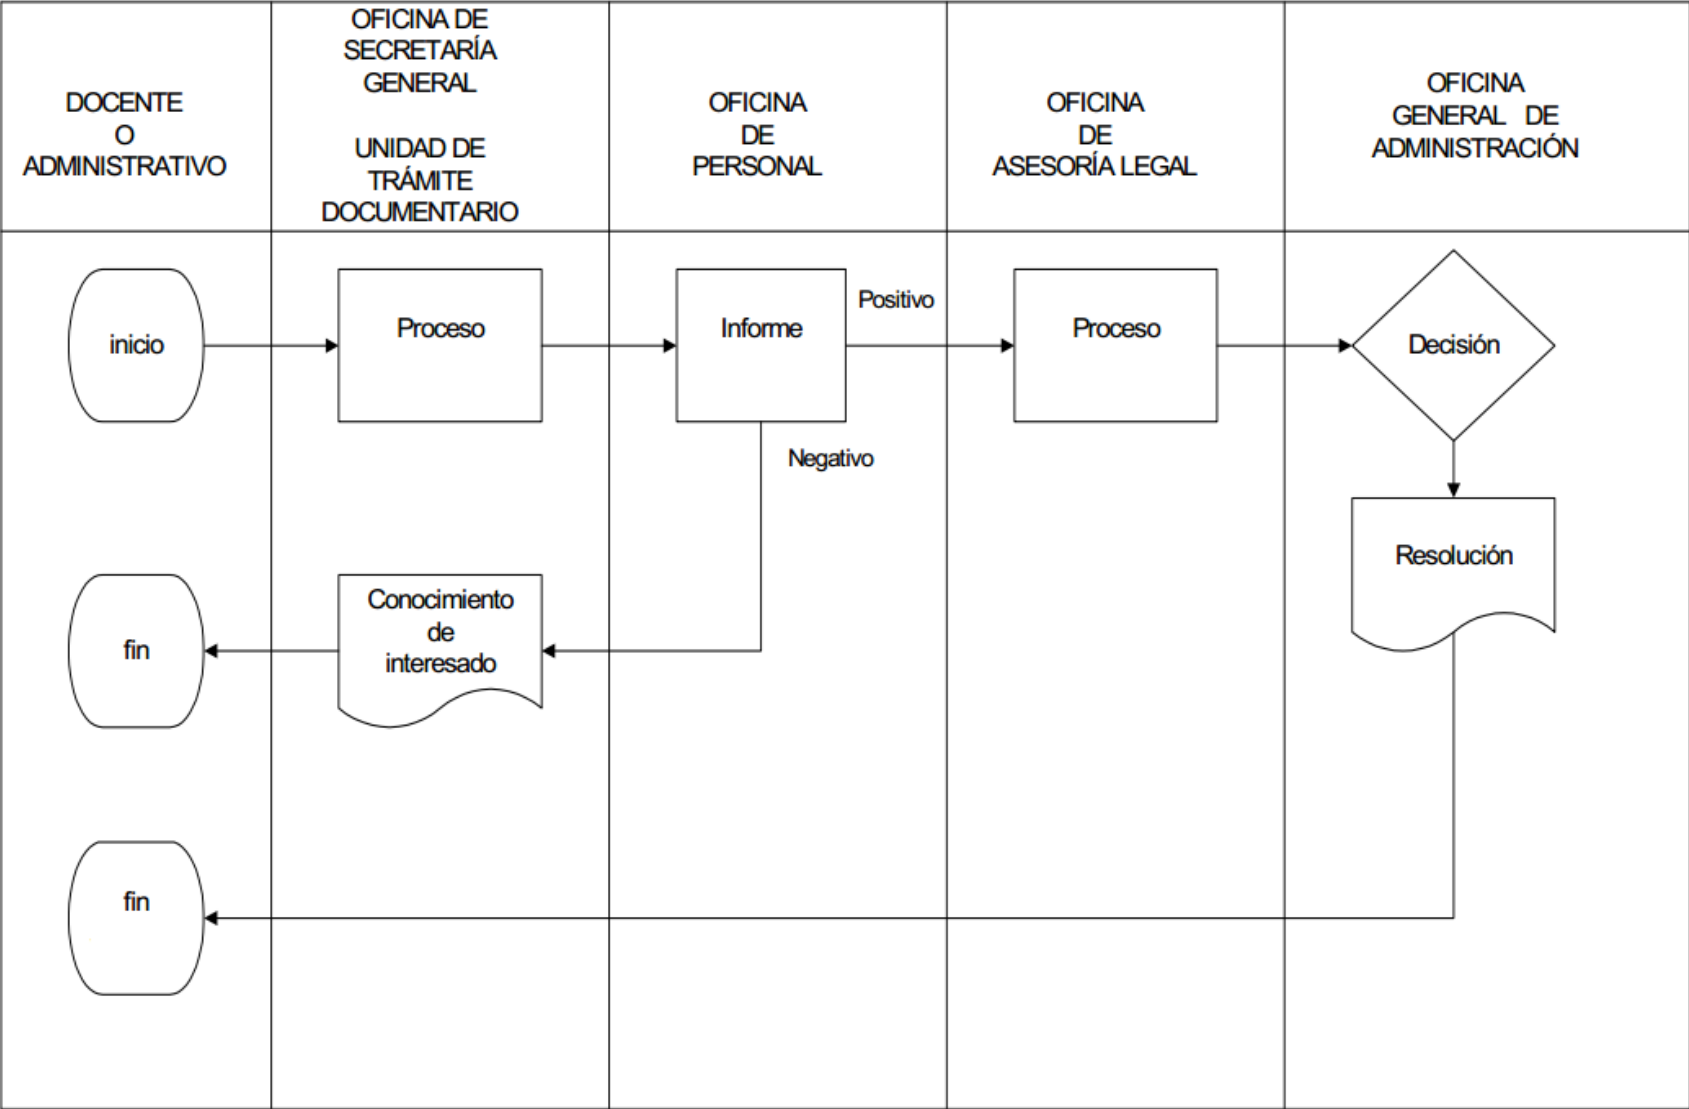 DOCENTE
O
ADMINISTRATIVO
OFICINA DE
SECRETARÍA
GENERAL
UNIDAD DE
TRÁMITE
DOCUMENTARIO
OFICINA
DE
PERSONAL
OFICINA
DE
ASESORÍA LEGAL
OFICINA
GENERAL DE
ADMINISTRACIÓN
inicio
Proceso
Informe
Positivo
Proceso
Decisión
Negativo
Resolución
fin
Conocimiento
de
interesado
fin